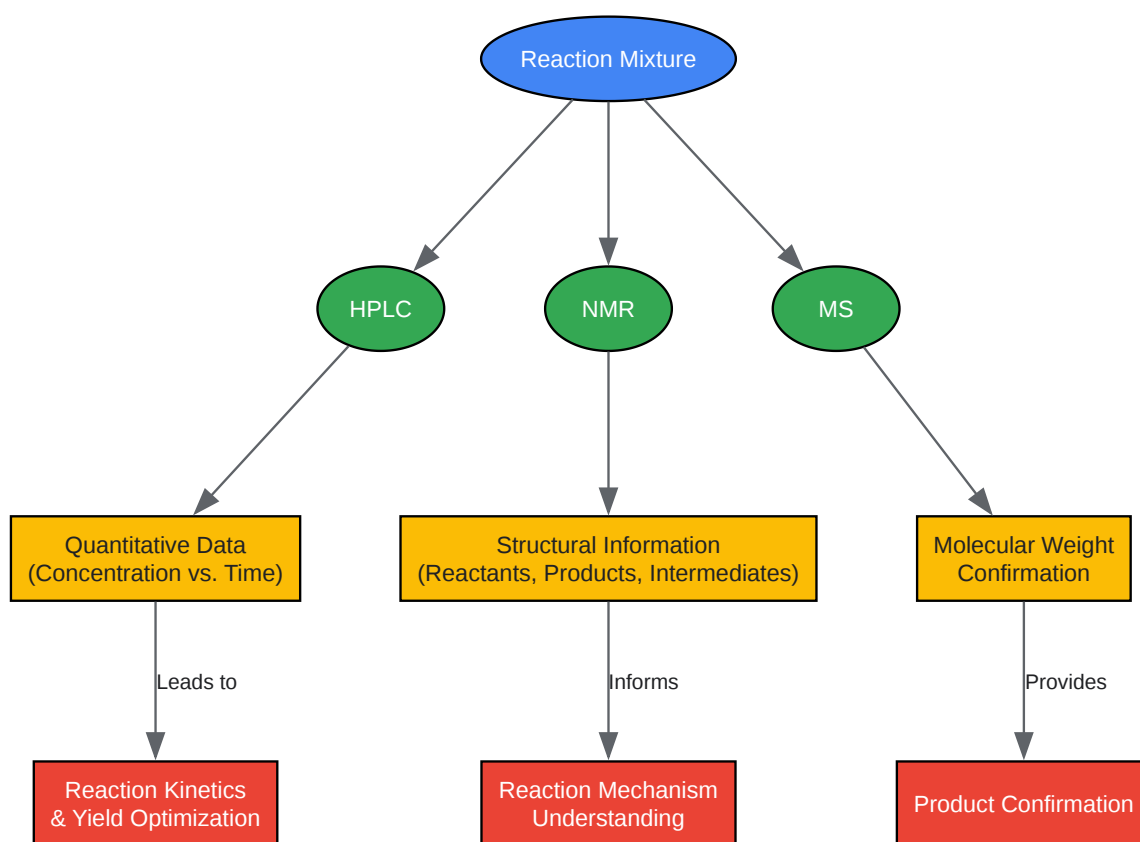 Reaction Mixture
HPLC
NMR
MS
Quantitative Data
(Concentration vs. Time)
Structural Information
(Reactants, Products, Intermediates)
Molecular Weight
Confirmation
Leads to
Informs
Provides
Reaction Kinetics
& Yield Optimization
Reaction Mechanism
Understanding
Product Confirmation